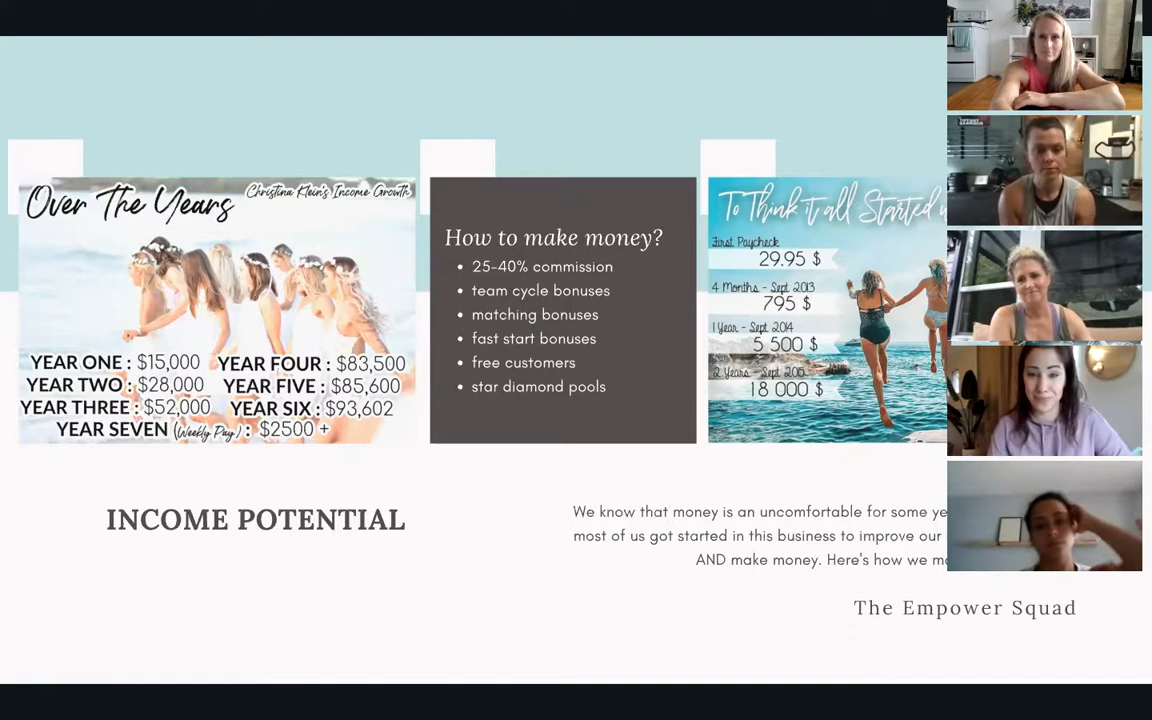 Over The Years
Christina Klein's Income Growth
YEAR ONE : $15,000
YEAR TWO : $28,000
YEAR THREE : $52,000
YEAR FOUR : $83,500
YEAR FIVE : $85,600
YEAR SIX : $93,602
YEAR SEVEN (Weekly Pay) : $2500 +
How to make money?
• 25-40% commission
• team cycle bonuses
• matching bonuses
• fast start bonuses
• free customers
• star diamond pools
To Think it all Started
First Paycheck
29.95 $
4 Months - Sept 2013
795 $
1 Year - Sept 2014
5 500 $
2 Years - Sept 2015
18 000 $
INCOME POTENTIAL
We know that money is an uncomfortable for some
most of us got started in this business to improve our
AND make money. Here's how we
The Empower Squad